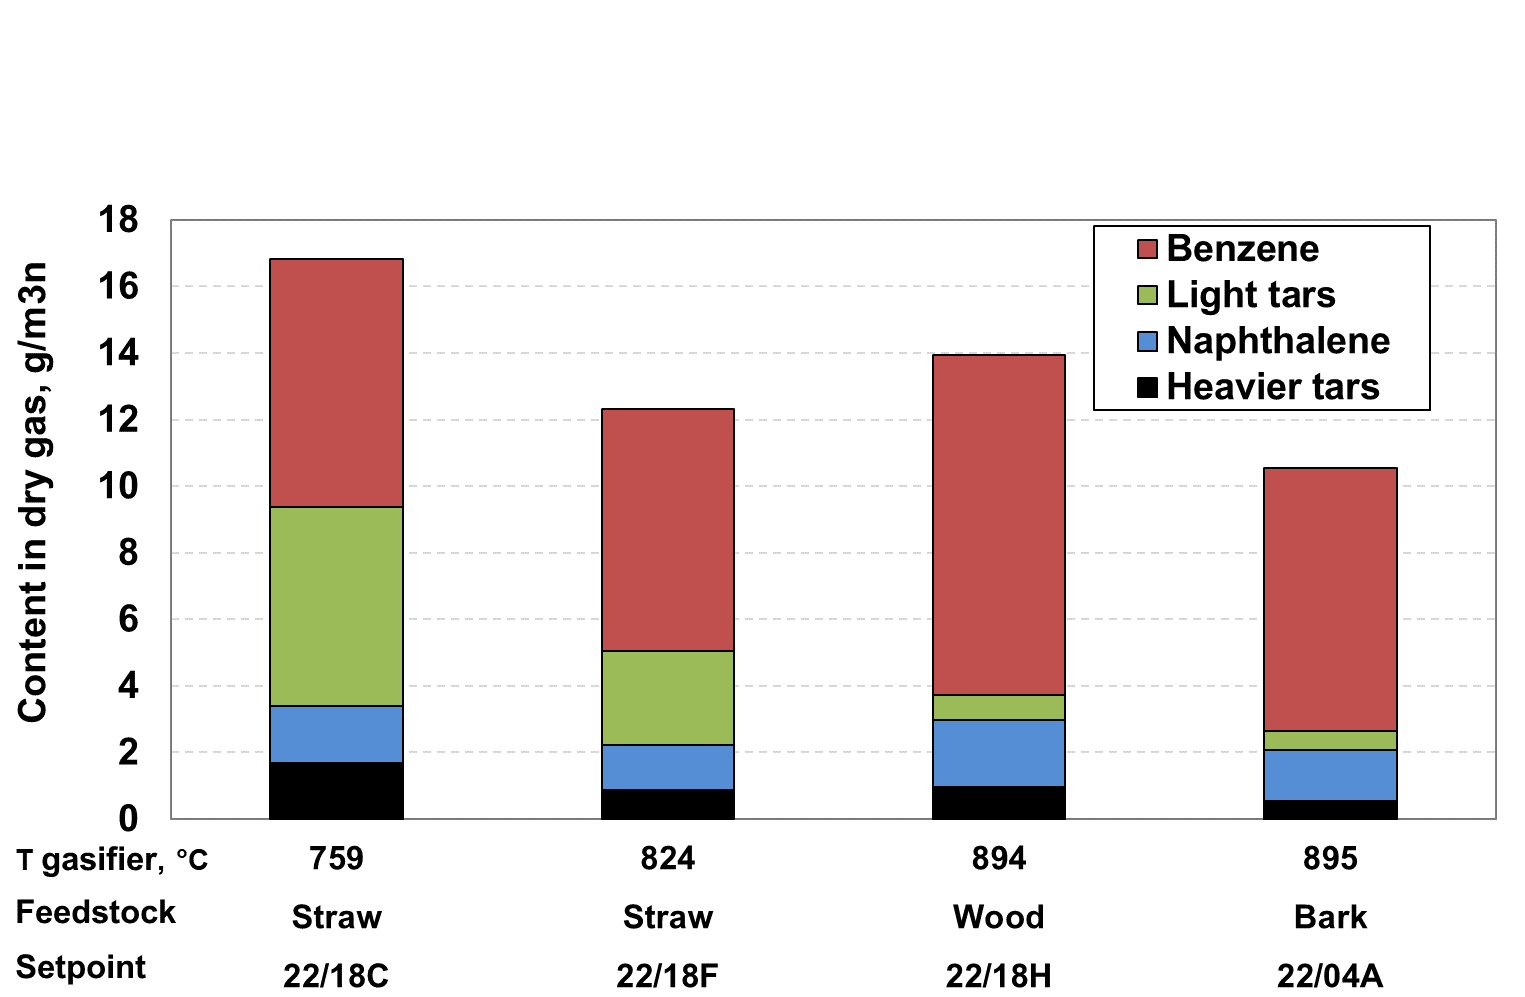 Content in dry gas, g/m3n
18
16
14
12
10
8
6
4
2
0
Benzene
Light tars
Naphthalene
Heavier tars
T gasifier, °C 759 824 894 895
Feedstock Straw Straw Wood Bark
Setpoint 22/18C 22/18F 22/18H 22/04A